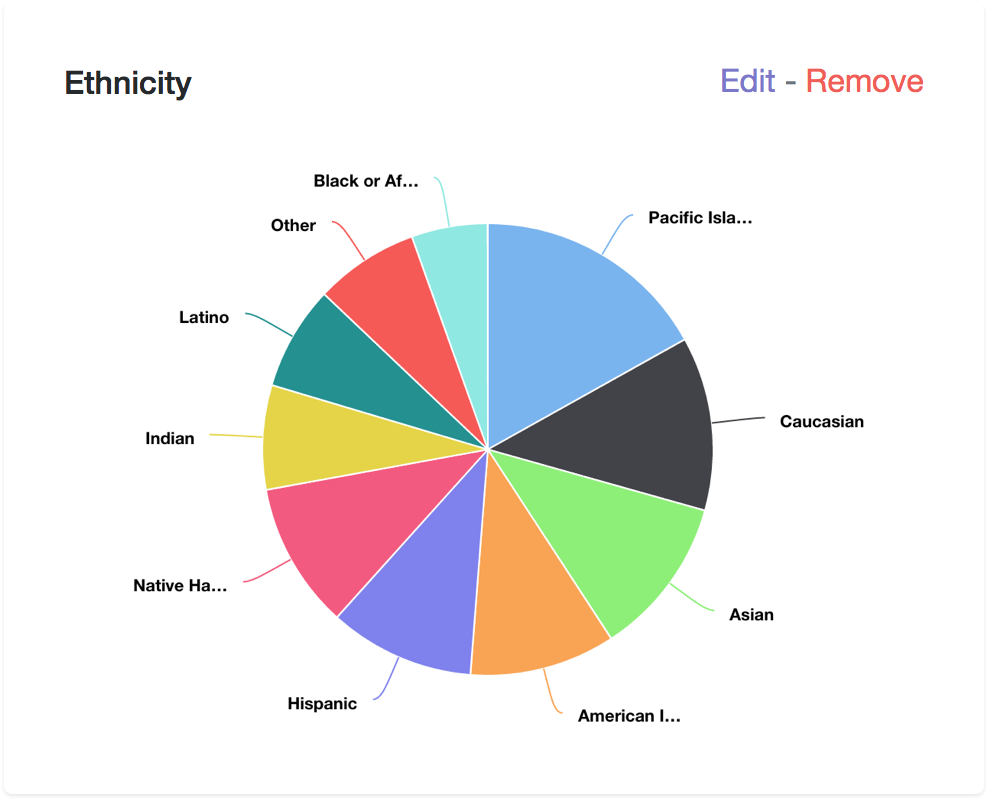 Ethnicity
Edit - Remove
Black or Af...
Pacific Isla...
Other
Latino
Caucasian
Indian
Native Ha...
Asian
Hispanic
American I...